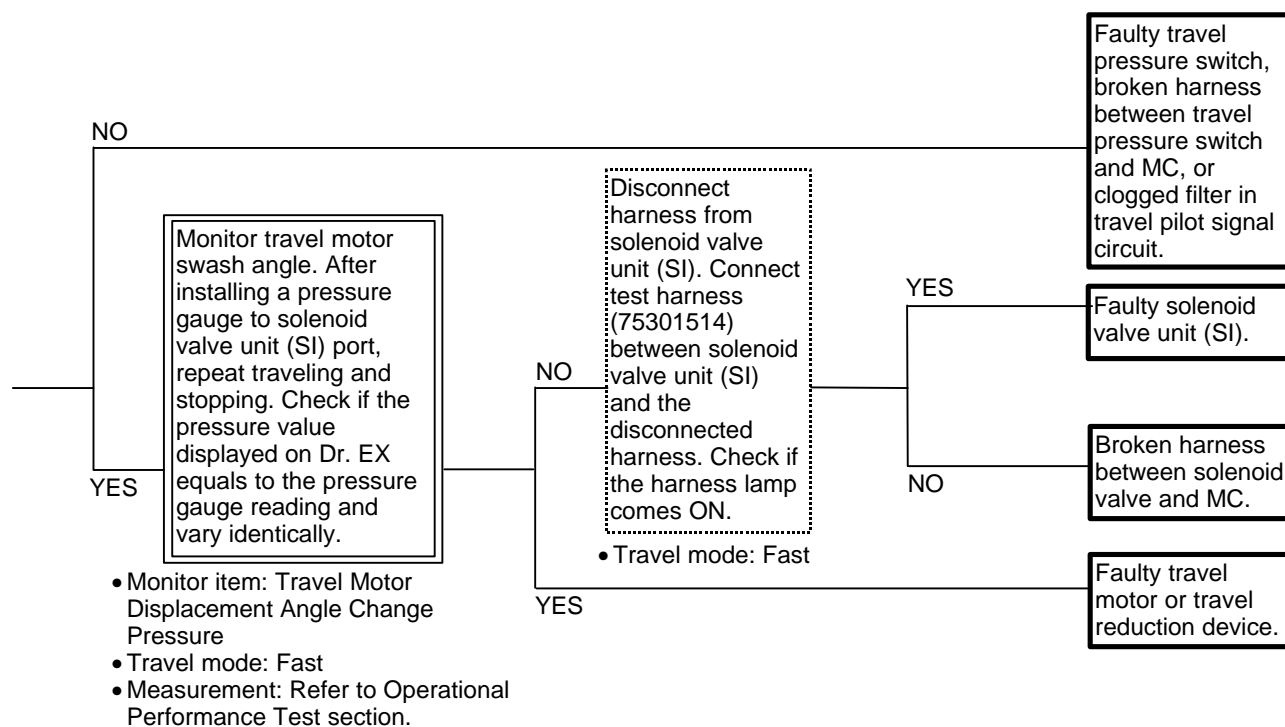 NO
Faulty travel
pressure switch,
broken harness
between travel
pressure switch
and MC, or
clogged filter in
travel pilot signal
circuit.
YES
Monitor travel motor
swash angle. After
installing a pressure
gauge to solenoid
valve unit (SI) port,
repeat traveling and
stopping. Check if the
pressure value
displayed on Dr. EX
equals to the pressure
gauge reading and
vary identically.
• Monitor item: Travel Motor
Displacement Angle Change
Pressure
• Travel mode: Fast
• Measurement: Refer to Operational
Performance Test section.
NO
Disconnect
harness from
solenoid valve
unit (SI). Connect
test harness
(75301514)
between solenoid
valve unit (SI)
and the
disconnected
harness. Check if
the harness lamp
comes ON.
• Travel mode: Fast
YES
Faulty solenoid
valve unit (SI).
NO
Broken harness
between solenoid
valve and MC.
YES
Faulty travel
motor or travel
reduction device.